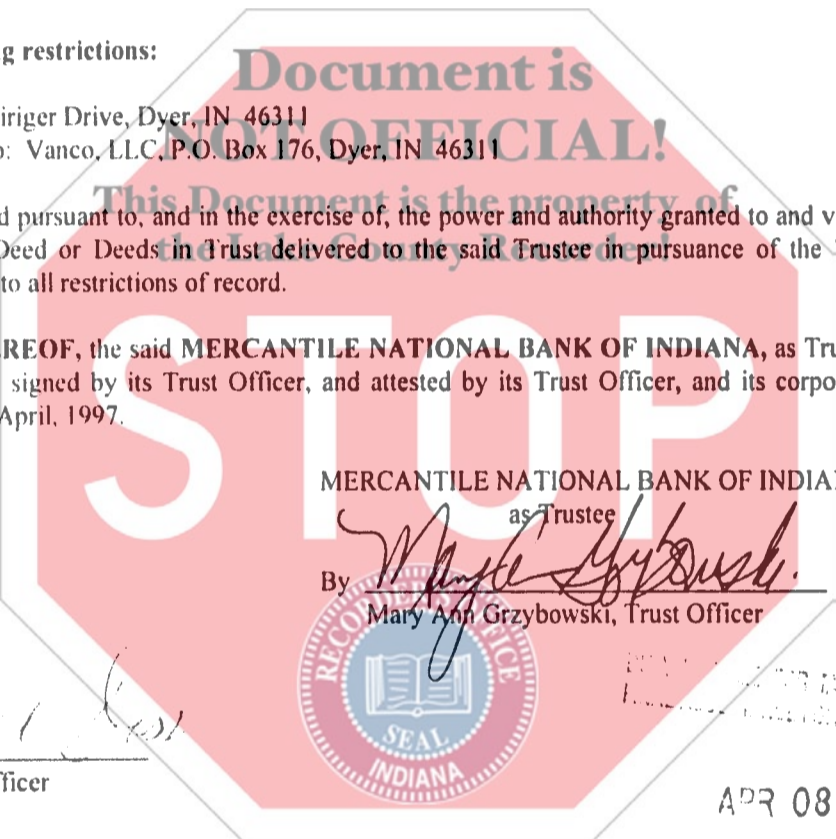 g restrictions:
Document is
iriger Drive, Dyer, IN 46311
NOT OFFICIAL!
o: Vanco, LLC, P.O. Box 176, Dyer, IN 46311
This Document is the property of
d pursuant to, and in the exercise of, the power and authority granted to and v
the Lake County Recorder!
Deed or Deeds in Trust delivered to the said Trustee in pursuance of the
to all restrictions of record.
REOF, the said MERCANTILE NATIONAL BANK OF INDIANA, as Tru
signed by its Trust Officer, and attested by its Trust Officer, and its corpo
April, 1997.
STOP
MERCANTILE NATIONAL BANK OF INDIA
as Trustee
By Mary A Grzybowski
Mary Ann Grzybowski, Trust Officer
RECORDER'S OFFICE
SEAL
INDIANA
fficer
APR 08